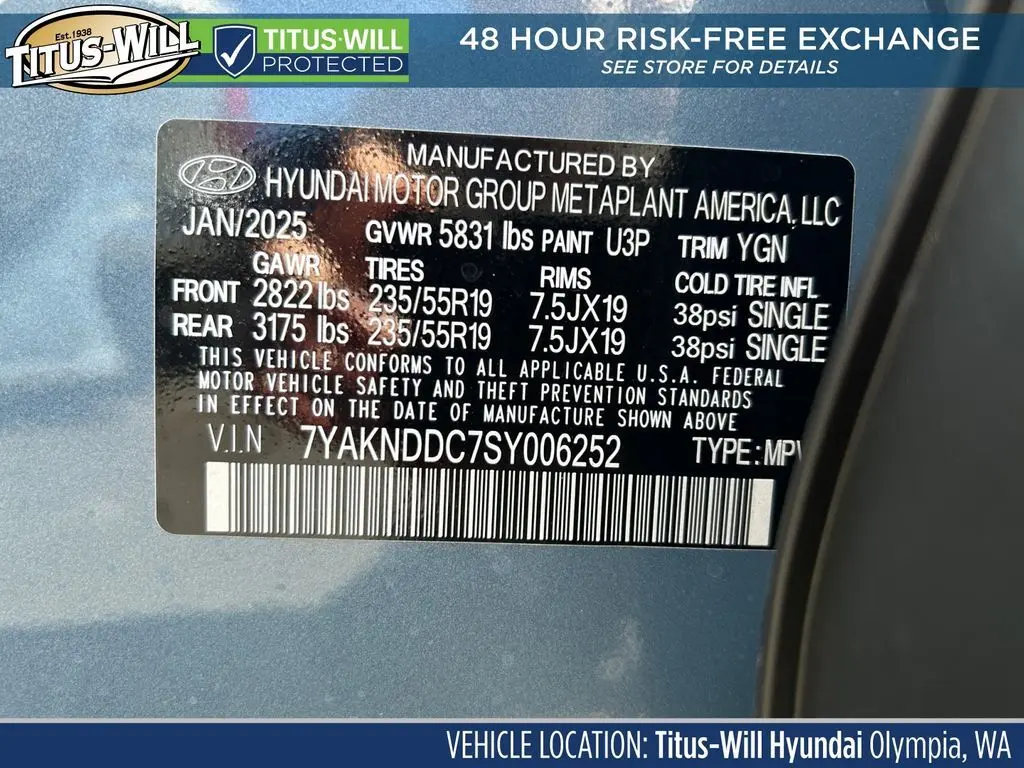 Est. 1938
TITUS-WILL
TITUS-WILL
PROTECTED
48 HOUR RISK-FREE EXCHANGE
SEE STORE FOR DETAILS
MANUFACTURED BY
HYUNDAI MOTOR GROUP METAPLANT AMERICA, LLC
JAN/2025 GVWR 5831 lbs PAINT U3P TRIM YGN
GAWR TIRES RIMS COLD TIRE INFL
FRONT 2822 lbs 235/55R19 7.5JX19 38psi SINGLE
REAR 3175 lbs 235/55R19 7.5JX19 38psi SINGLE
THIS VEHICLE CONFORMS TO ALL APPLICABLE U.S.A. FEDERAL
MOTOR VEHICLE SAFETY AND THEFT PREVENTION STANDARDS
IN EFFECT ON THE DATE OF MANUFACTURE SHOWN ABOVE
V.I.N 7YAKNDDC7SY006252 TYPE:MPV
VEHICLE LOCATION: Titus-Will Hyundai Olympia, WA